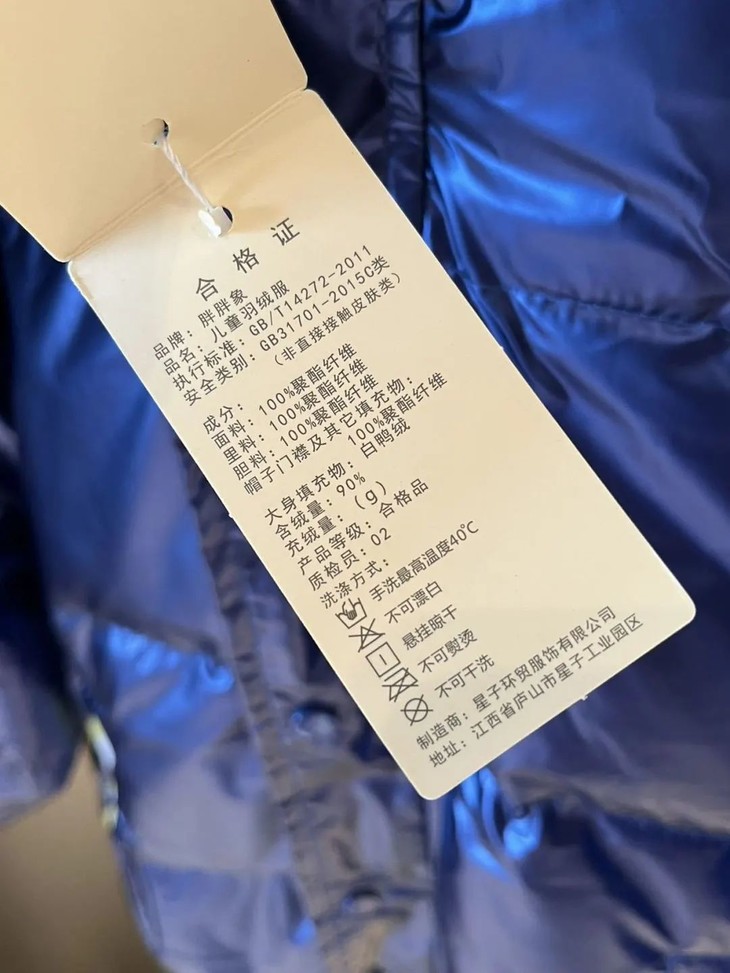 合格证
品牌：胖胖象
品名：儿童羽绒服
执行标准：GB/T14272-2011
安全类别：GB31701-2015C类
（非直接接触皮肤类）
成分：
面料：100%聚酯纤维
里料：100%聚酯纤维
胆料：100%聚酯纤维
帽子门襟及其它填充物：
100%聚酯纤维
大身填充物：白鸭绒
含绒量：90%
充绒量：(g)
产品等级：合格品
质检员：02
洗涤方式：
手洗最高温度40℃
不可漂白
悬挂晾干
不可熨烫
不可干洗
制造商：星子环贸服饰有限公司
地址：江西省庐山市星子工业园区